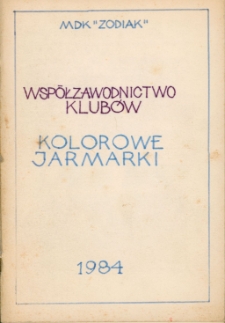 MDK "ZODIAK"
WSPÓŁZAWODNICTWO
KLUBÓW
KOLOROWE
JARMARKI
1984